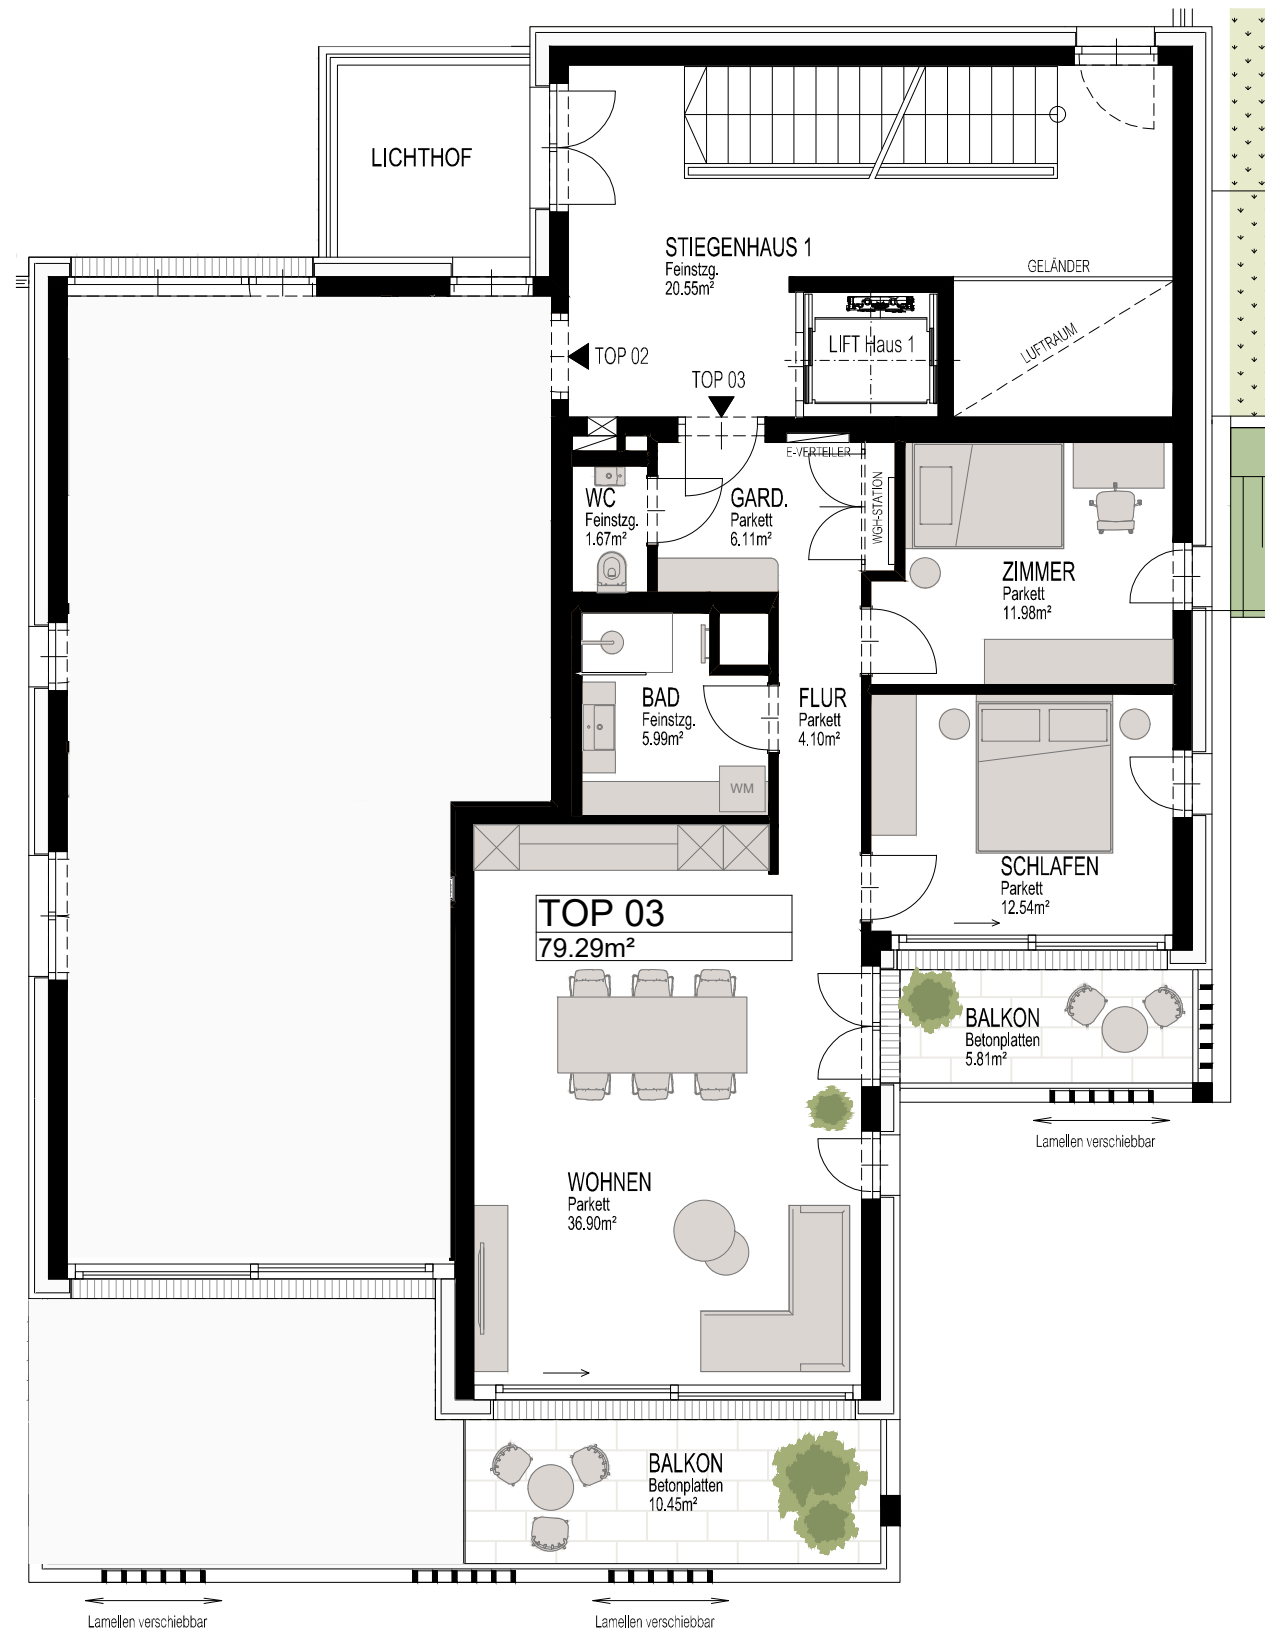 LICHTHOF
STIEGENHAUS 1
Feinstzg.
20.55m²
GELÄNDER
LUFTRAUM
LIFT Haus 1
TOP 02
TOP 03
E-VERTEILER
WGH-STATION
WC
Feinstzg.
1.67m²
GARD.
Parkett
6.11m²
ZIMMER
Parkett
11.98m²
BAD
Feinstzg.
5.99m²
FLUR
Parkett
4.10m²
WM
SCHLAFEN
Parkett
12.54m²
TOP 03
79.29m²
BALKON
Betonplatten
5.81m²
Lamellen verschiebbar
WOHNEN
Parkett
36.90m²
BALKON
Betonplatten
10.45m²
Lamellen verschiebbar
Lamellen verschiebbar